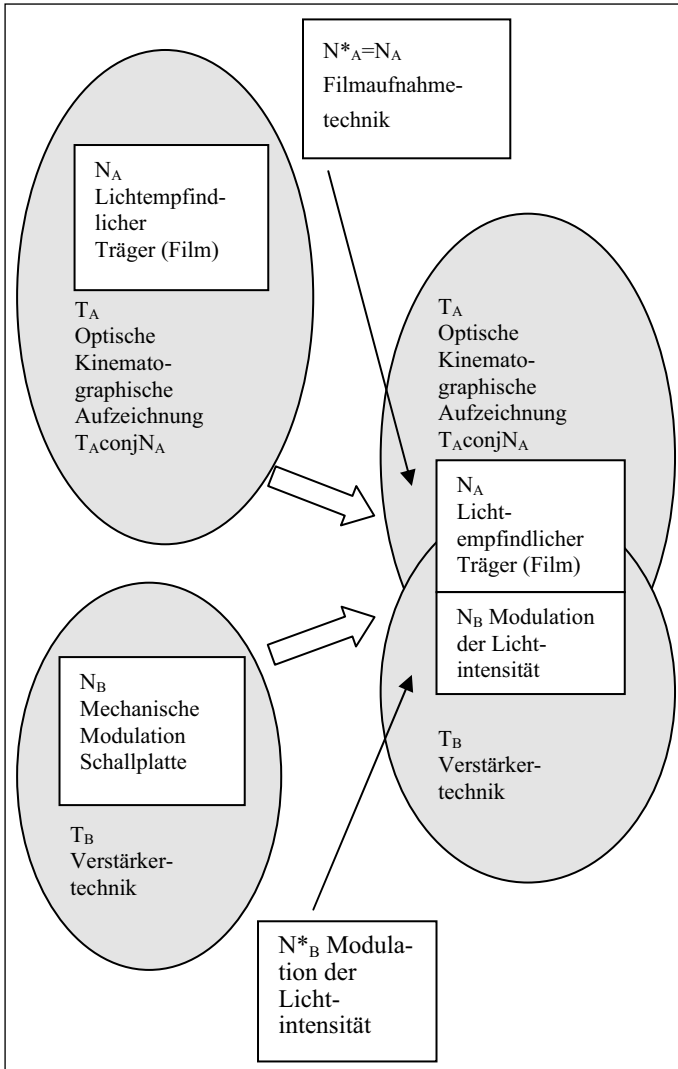 N*A=NA
Filmaufnahme-
technik
NA
Lichtempfind-
licher
Träger (Film)
TA
Optische
Kinemato-
graphische
Aufzeichnung
TAconjNA
TA
Optische
Kinemato-
graphische
Aufzeichnung
TAconjNA
NA
Licht-
empfindlicher
Träger (Film)
NB Modulation
der Licht-
intensität
TB
Verstärker-
technik
NB
Mechanische
Modulation
Schallplatte
TB
Verstärker-
technik
N*B Modula-
tion der
Licht-
intensität